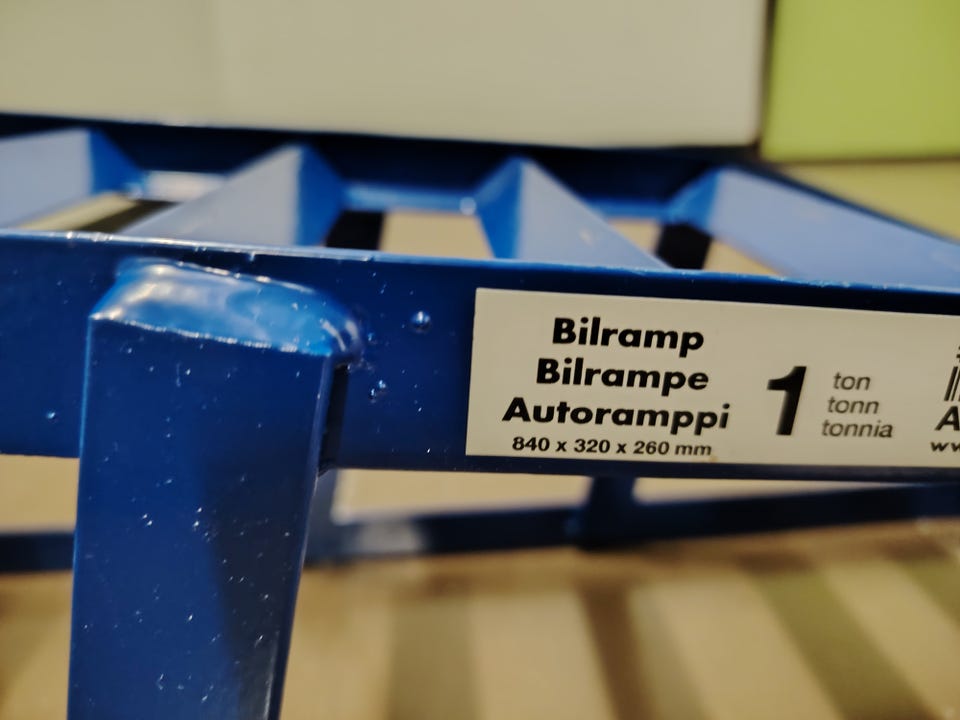 Bilramp
Bilrampe
Autoramppi
840 x 320 x 260 mm
1
ton
tonn
tonnia